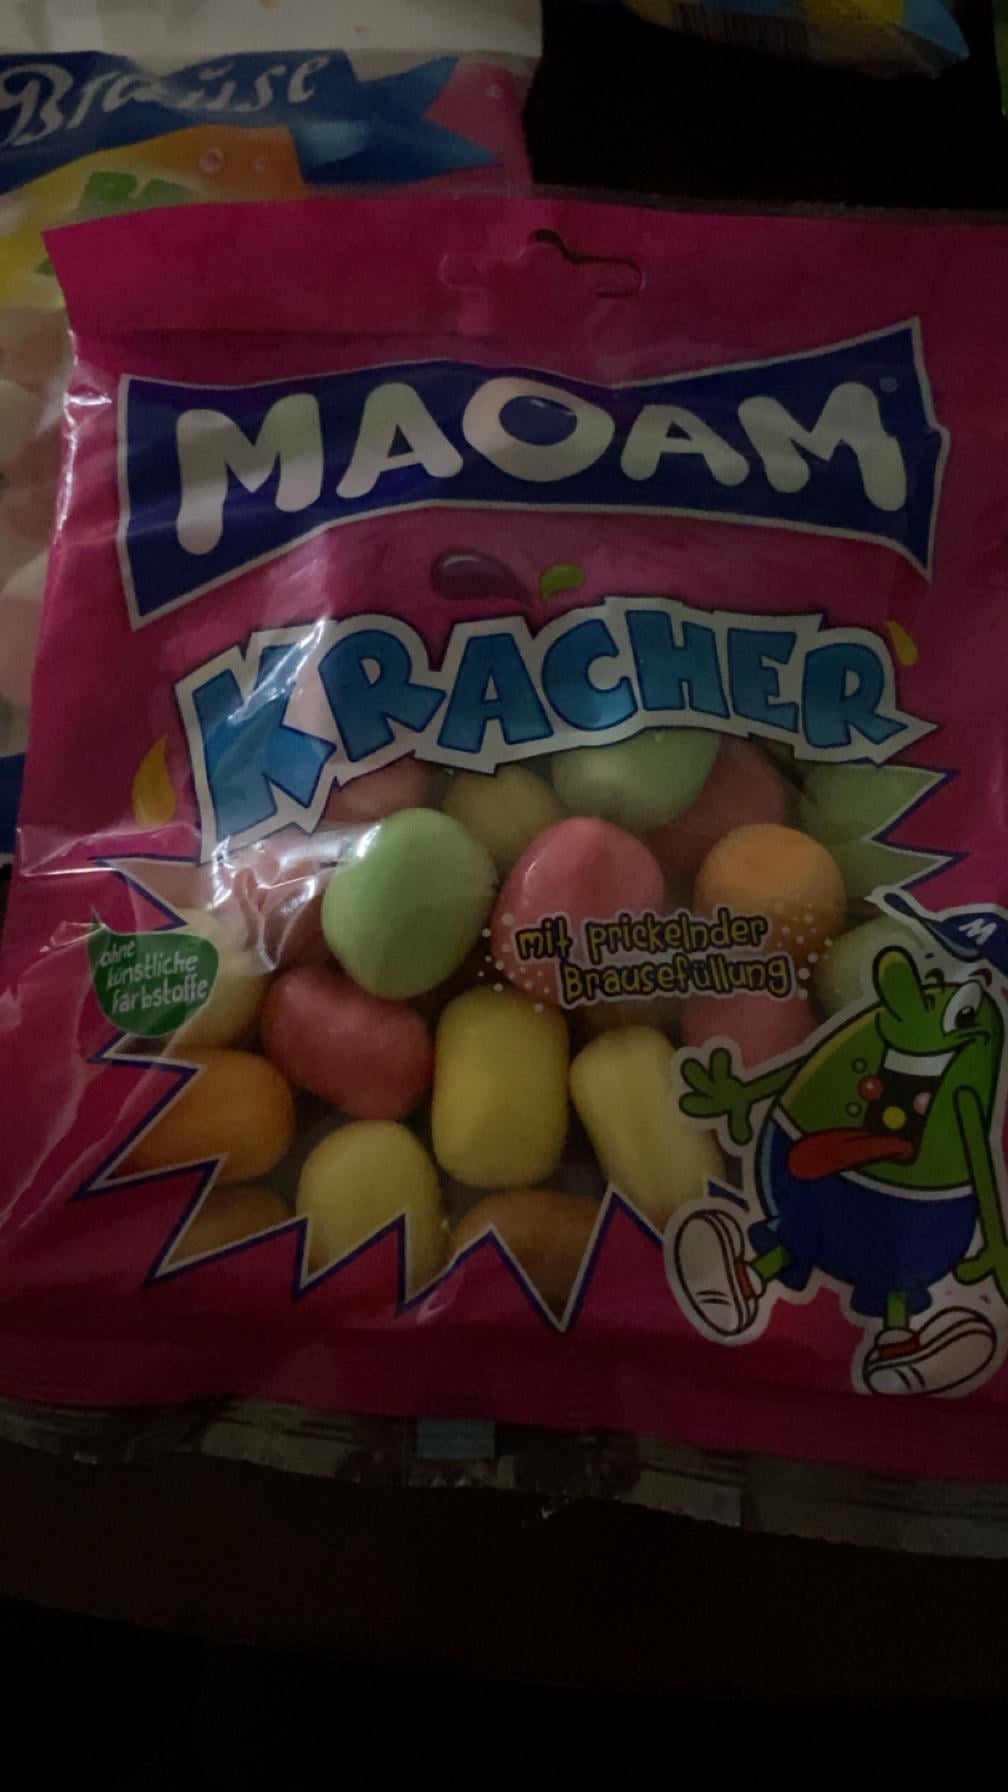 Brause
MAOAM®
KRACHER
mit prickelnder
Brausefüllung
ohne
künstliche
Farbstoffe
M